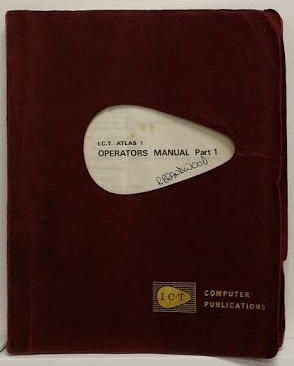 I.C.T. ATLAS 1
OPERATORS MANUAL Part 1
I·C·T
COMPUTER
PUBLICATIONS